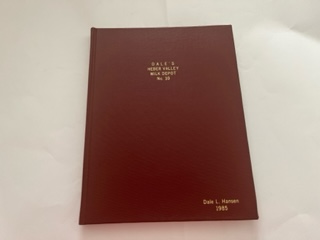 DALE'S
HEBER VALLEY
MILK DEPOT
No 38
Dale L. Hansen
1985